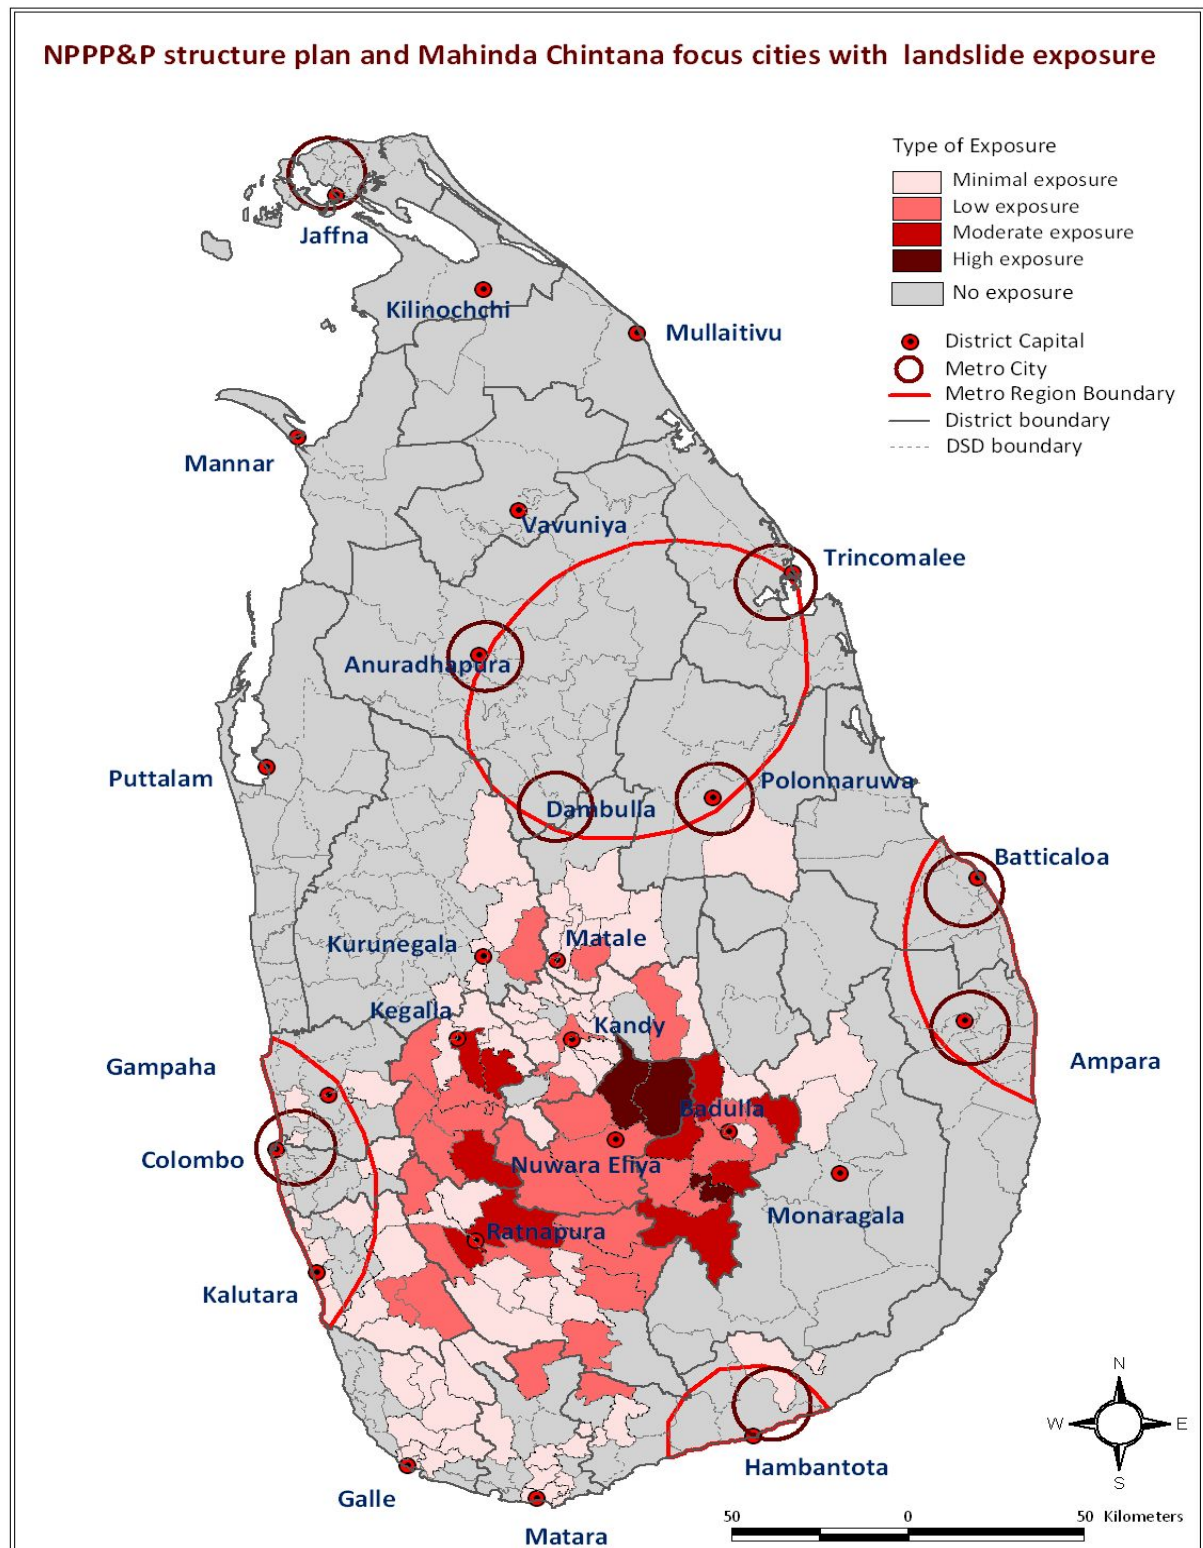 NPPP&P structure plan and Mahinda Chintana focus cities with landslide exposure
Type of Exposure
Minimal exposure
Low exposure
Moderate exposure
High exposure
No exposure
District Capital
Metro City
Metro Region Boundary
District boundary
DSD boundary
Jaffna
Kilinochchi
Mullaitivu
Mannar
Vavuniya
Trincomalee
Anuradhapura
Puttalam
Dambulla
Polonnaruwa
Batticaloa
Kurunegala
Matale
Kegalla
Kandy
Gampaha
Ampara
Badulla
Colombo
Nuwara Eliya
Monaragala
Ratnapura
Kalutara
N
W
E
S
Hambantota
Galle
Matara
50
0
50 Kilometers